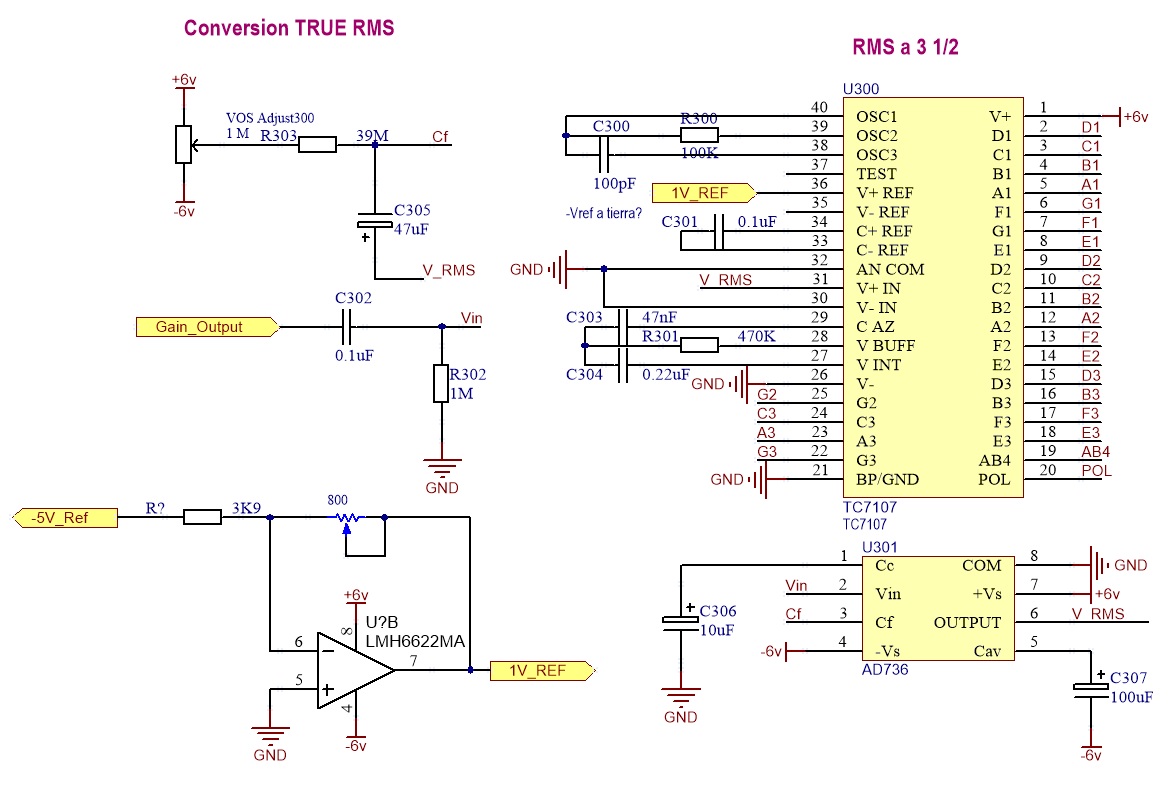 Conversion TRUE RMS
+6v
VOS Adjust300
1 M
R303
39M
Cf
-6v
C305
47uF
V_RMS
C302
Gain_Output
Vin
0.1uF
R302
1M
GND
-5V_Ref
R?
3K9
800
+6v
U?B
LMH6622MA
8
6
7
5
4
1V_REF
GND
-6v
RMS a 3 1/2
U300
40 OSC1
39 OSC2
38 OSC3
37 TEST
36 V+ REF
35 V- REF
34 C+ REF
33 C- REF
32 AN COM
31 V+ IN
30 V- IN
29 C AZ
28 V BUFF
27 V INT
26 V-
25 G2
24 C3
23 A3
22 G3
21 BP/GND
V+ 1 +6v
D1 2 D1
C1 3 C1
B1 4 B1
A1 5 A1
F1 6 G1
G1 7 F1
E1 8 E1
D2 9 D2
C2 10 C2
B2 11 B2
A2 12 A2
F2 13 F2
E2 14 E2
D3 15 D3
B3 16 B3
F3 17 F3
E3 18 E3
AB4 19 AB4
POL 20 POL
C300
R300
100K
100pF
1V_REF
-Vref a tierra?
C301
0.1uF
GND
V_RMS
C303
47nF
R301
470K
C304
0.22uF
GND
G2
C3
A3
G3
GND
TC7107
TC7107
U301
1 Cc
2 Vin
3 Cf
4 -Vs
COM 8 GND
+Vs 7 +6v
OUTPUT 6 V_RMS
Cav 5
Vin
Cf
-6v
AD736
C306
10uF
GND
C307
100uF
-6v